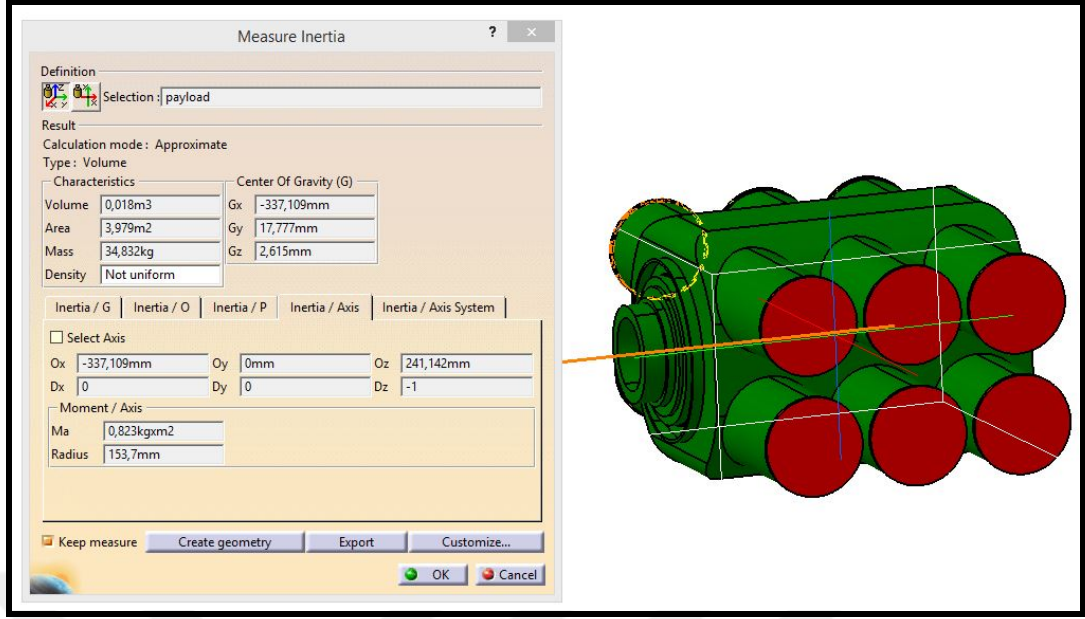 Measure Inertia ? ×
Definition
Selection : payload
Result
Calculation mode : Approximate
Type : Volume
Characteristics Center Of Gravity (G)
Volume 0,018m3 Gx -337,109mm
Area 3,979m2 Gy 17,777mm
Mass 34,832kg Gz 2,615mm
Density Not uniform
Inertia / G Inertia / O Inertia / P Inertia / Axis Inertia / Axis System
Select Axis
Ox -337,109mm Oy 0mm Oz 241,142mm
Dx 0 Dy 0 Dz -1
Moment / Axis
Ma 0,823kgxm2
Radius 153,7mm
Keep measure Create geometry Export Customize...
OK Cancel